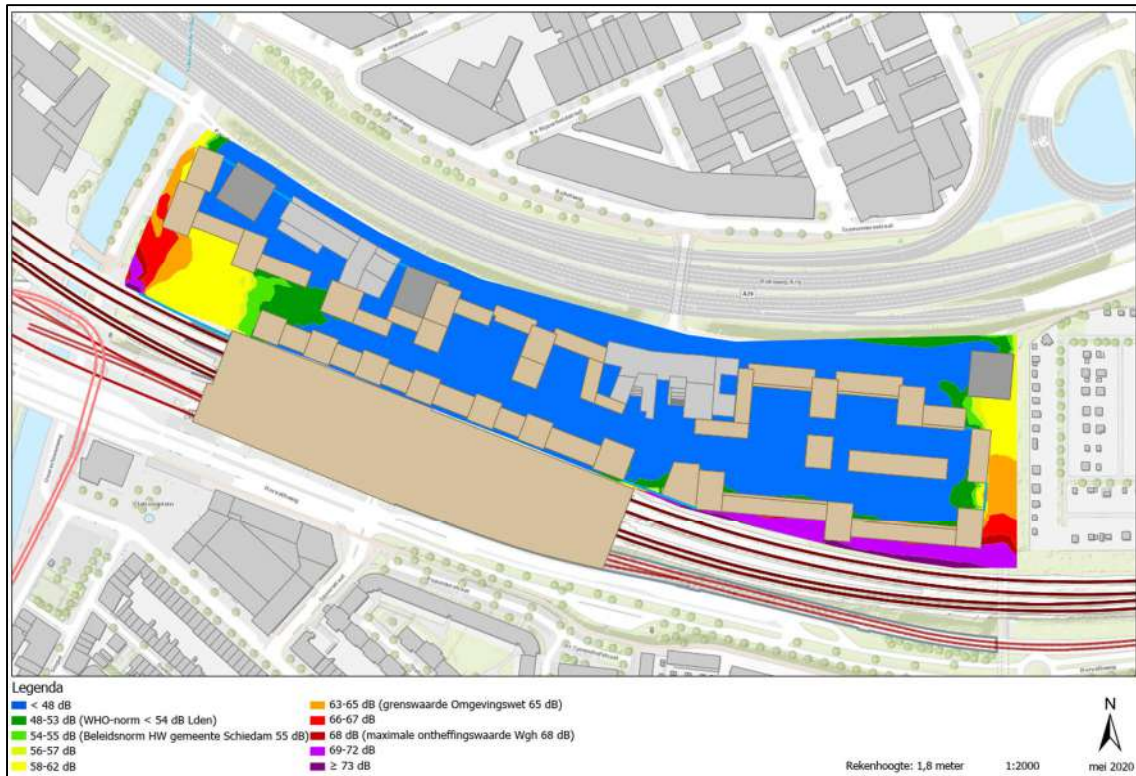 A20
Horvathweg
Horvathweg
Legenda
< 48 dB
48-53 dB (WHO-norm < 54 dB Lden)
54-55 dB (Beleidsnorm HW gemeente Schiedam 55 dB)
56-57 dB
58-62 dB
63-65 dB (grenswaarde Omgevingswet 65 dB)
66-67 dB
68 dB (maximale ontheffingswaarde Wgh 68 dB)
69-72 dB
≥ 73 dB
Rekenhoogte: 1,8 meter
1:2000
N
mei 2020